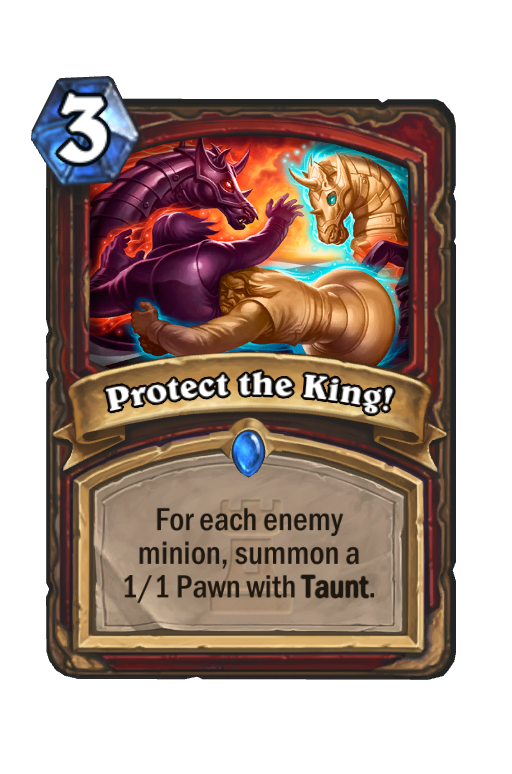 3
Protect the King!
For each enemy
minion, summon a
1/1 Pawn with Taunt.